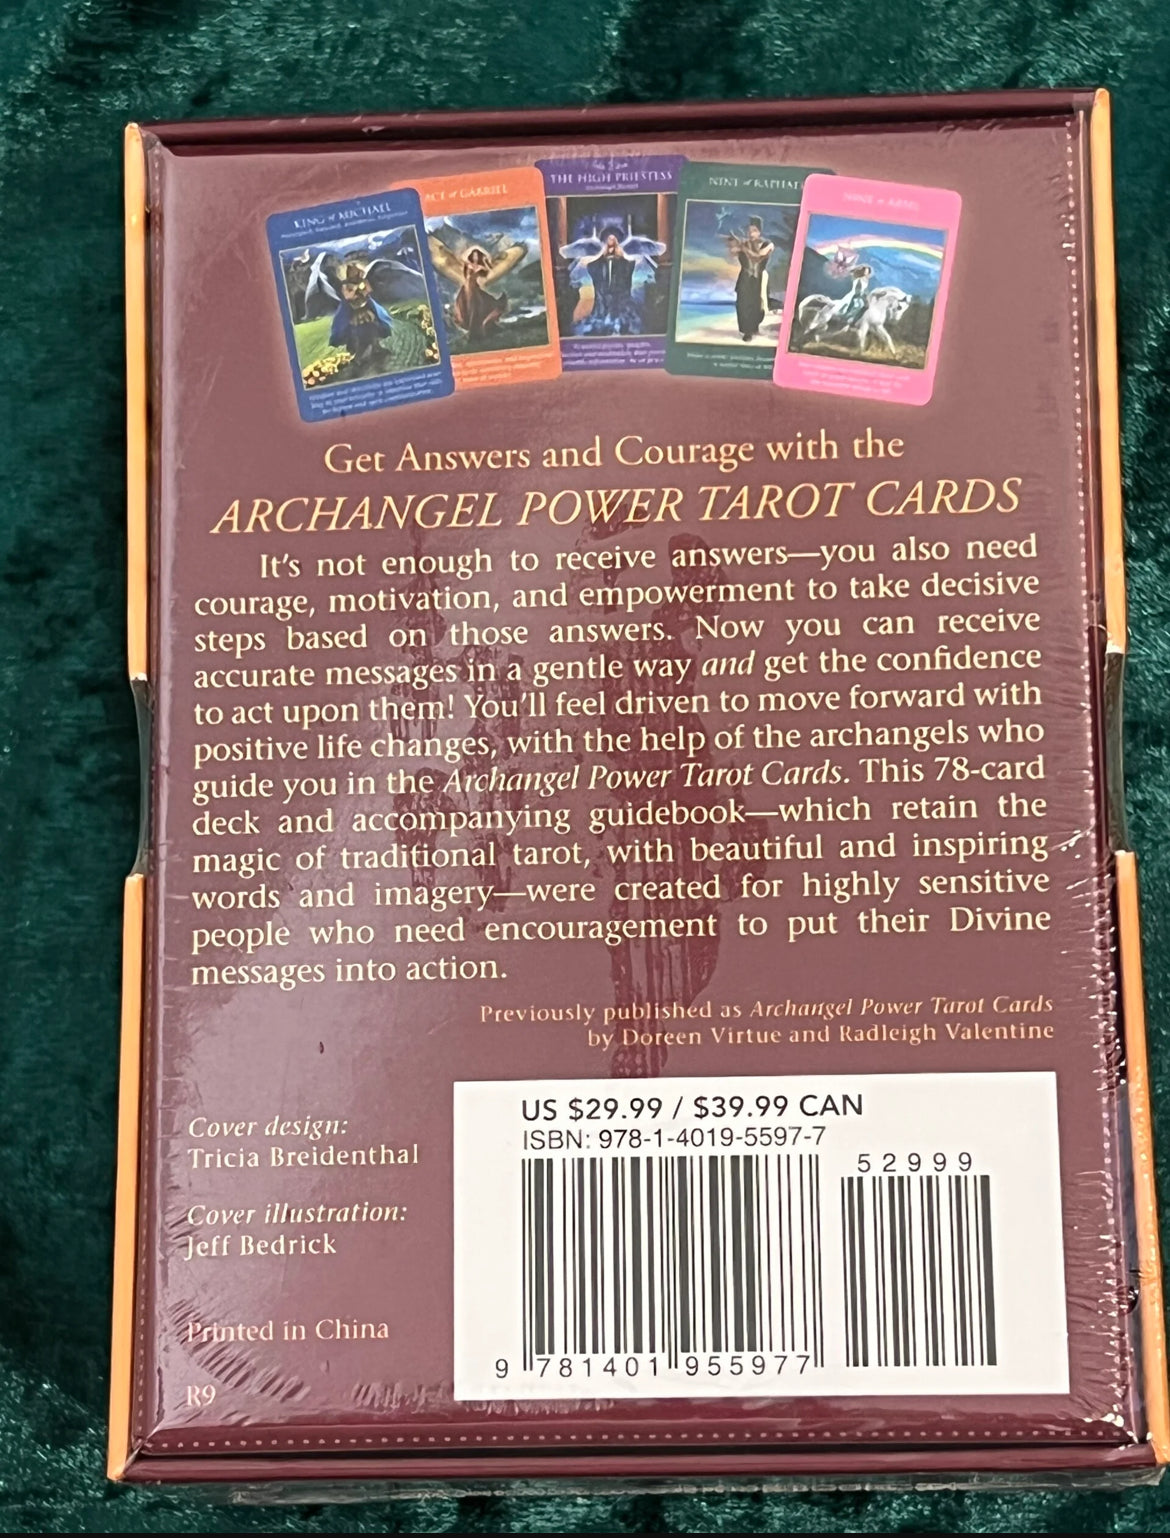 KING of MICHAEL
ACE of GABRIEL
THE HIGH PRIESTESS
NINE of RAPHAEL
NINE of ARIEL
Get Answers and Courage with the
ARCHANGEL POWER TAROT CARDS
It's not enough to receive answers—you also need
courage, motivation, and empowerment to take decisive
steps based on those answers. Now you can receive
accurate messages in a gentle way and get the confidence
to act upon them! You'll feel driven to move forward with
positive life changes, with the help of the archangels who
guide you in the Archangel Power Tarot Cards. This 78-card
deck and accompanying guidebook—which retain the
magic of traditional tarot, with beautiful and inspiring
words and imagery—were created for highly sensitive
people who need encouragement to put their Divine
messages into action.
Previously published as Archangel Power Tarot Cards
by Doreen Virtue and Radleigh Valentine
Cover design:
Tricia Breidenthal
Cover illustration:
Jeff Bedrick
Printed in China
R9
US $29.99 / $39.99 CAN
ISBN: 978-1-4019-5597-7
52999
9 781401 955977